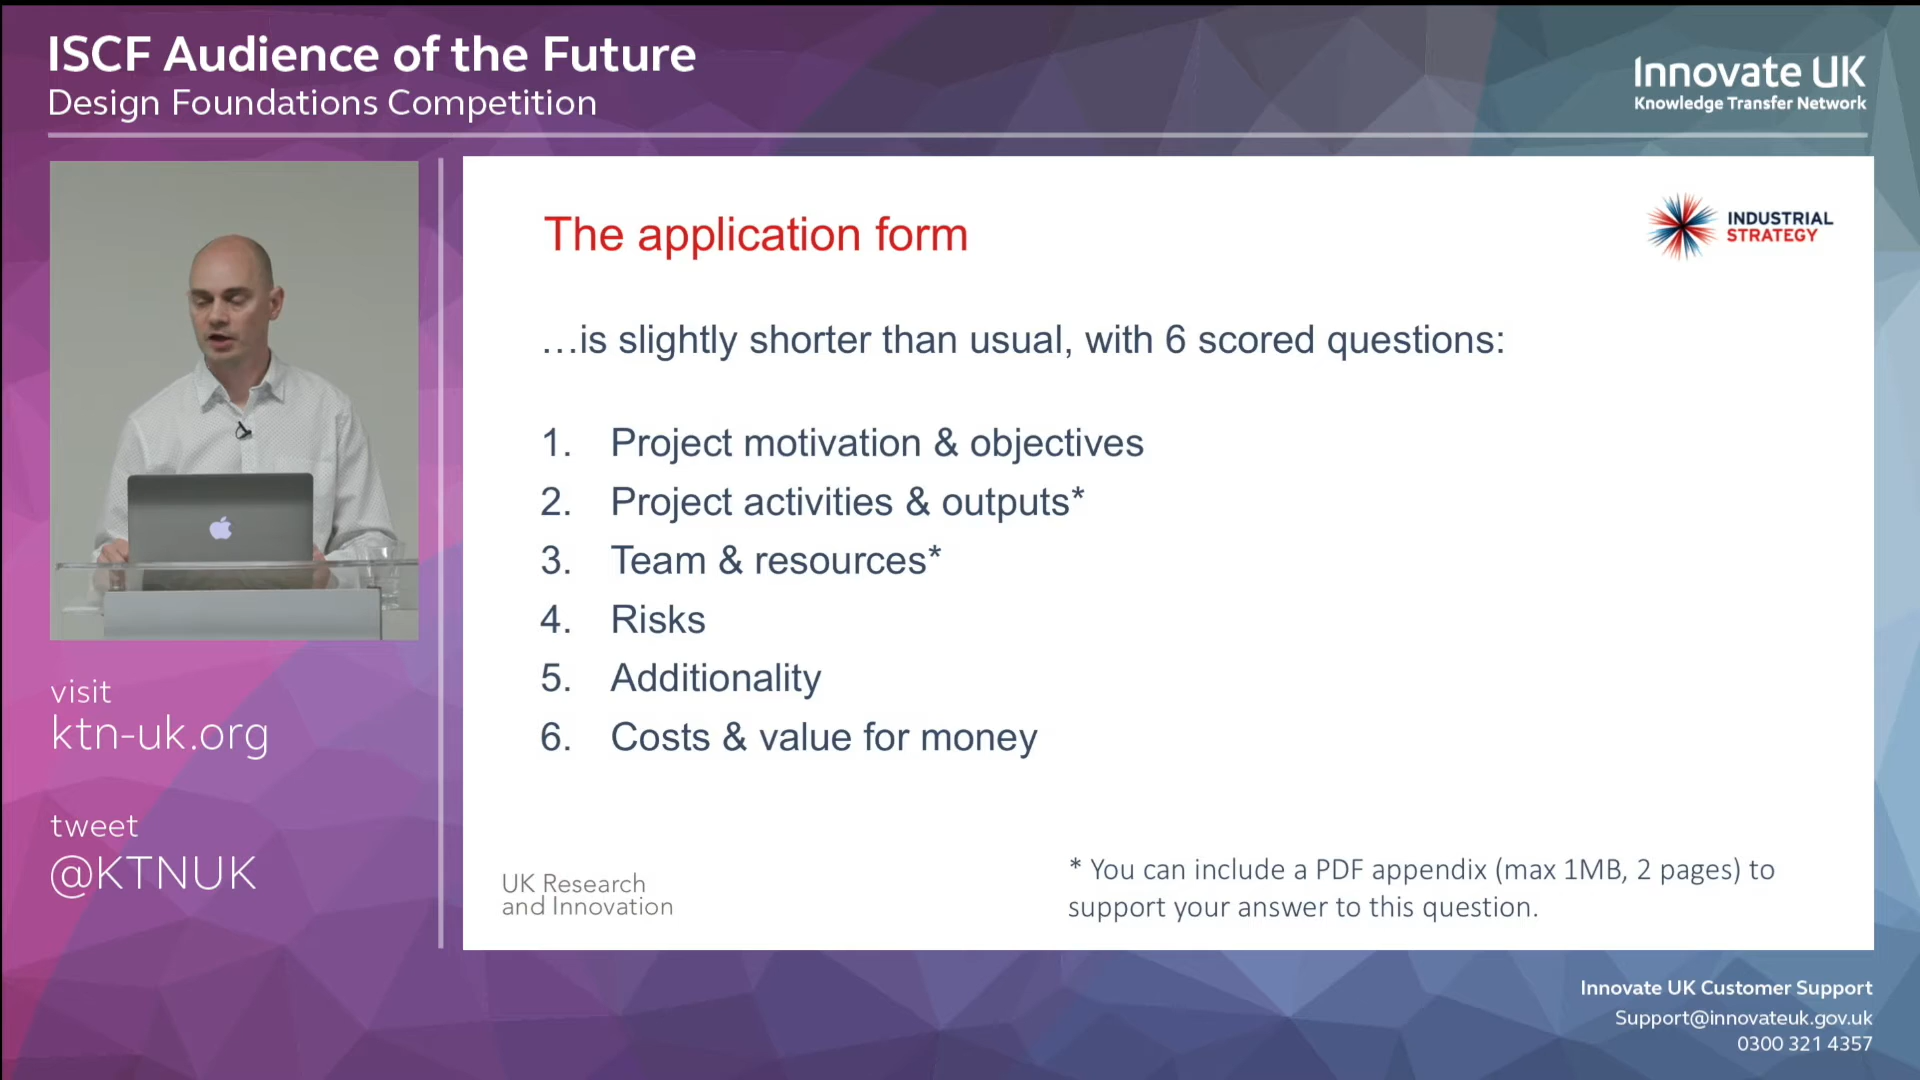 ISCF Audience of the Future
Design Foundations Competition
Innovate UK
Knowledge Transfer Network
The application form
INDUSTRIAL
STRATEGY
…is slightly shorter than usual, with 6 scored questions:
1. Project motivation & objectives
2. Project activities & outputs*
3. Team & resources*
4. Risks
5. Additionality
6. Costs & value for money
visit
ktn-uk.org
tweet
@KTNUK
UK Research
and Innovation
* You can include a PDF appendix (max 1MB, 2 pages) to
support your answer to this question.
Innovate UK Customer Support
Support@innovateuk.gov.uk
0300 321 4357